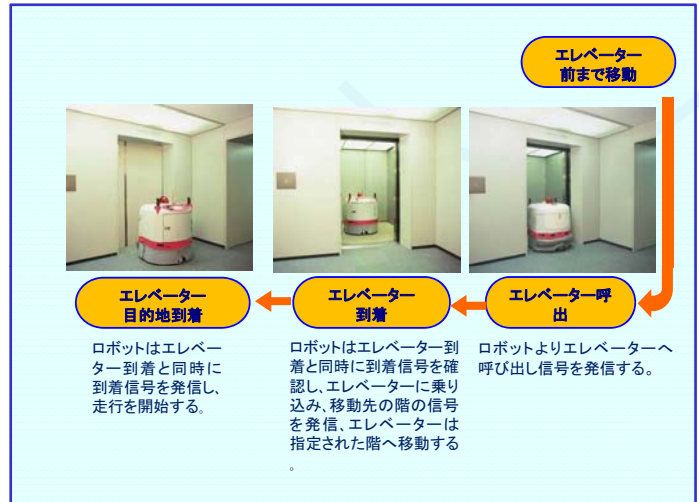 エレベーター
前まで移動
エレベーター
目的地到着
エレベーター
到着
エレベーター呼
出
ロボットはエレベー
ター到着と同時に
到着信号を発信し、
走行を開始する。
ロボットはエレベーター到
着と同時に到着信号を確
認し、エレベーターに乗り
込み、移動先の階の信号
を発信、エレベーターは
指定された階へ移動する
。
ロボットよりエレベーターへ
呼び出し信号を発信する。